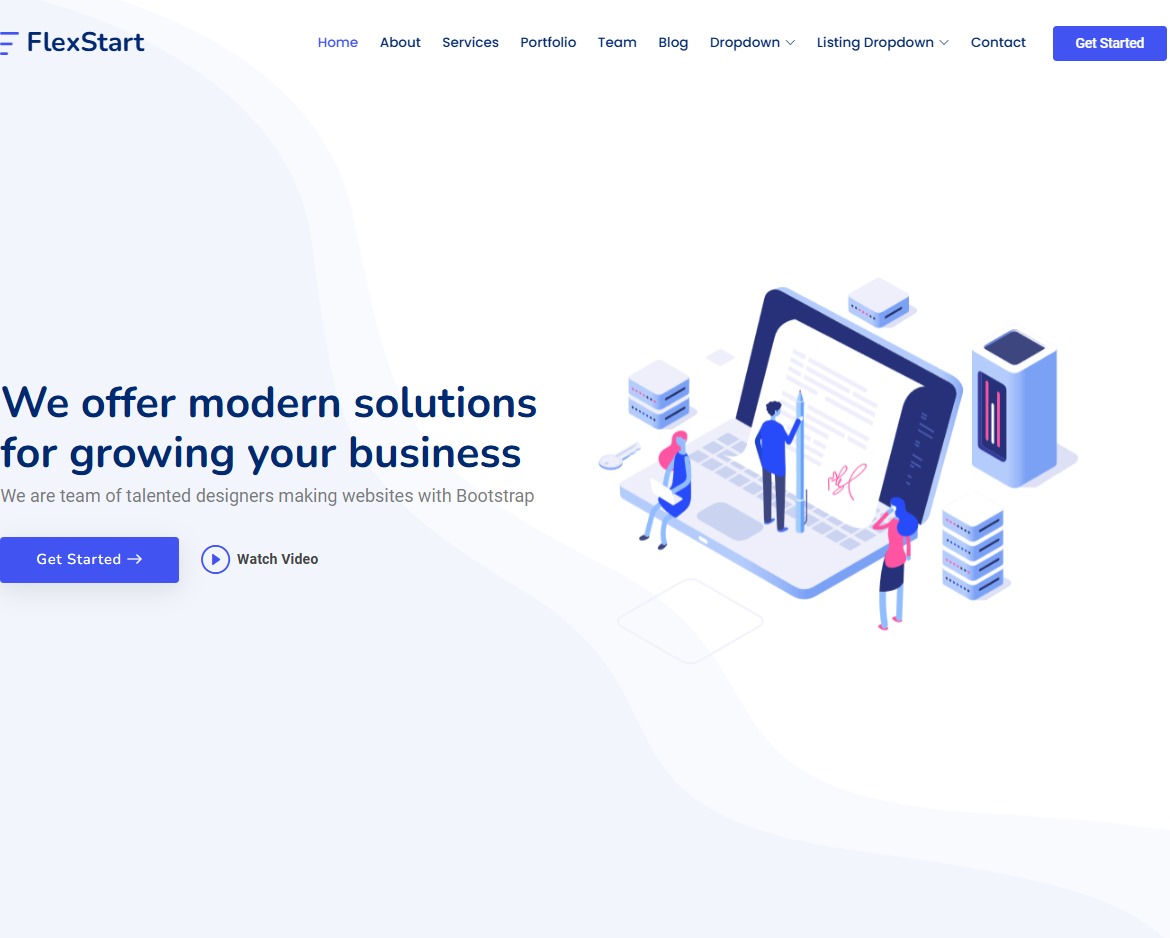 FlexStart
Home About Services Portfolio Team Blog Dropdown Listing Dropdown Contact Get Started
We offer modern solutions
for growing your business
We are team of talented designers making websites with Bootstrap
Get Started → Watch Video